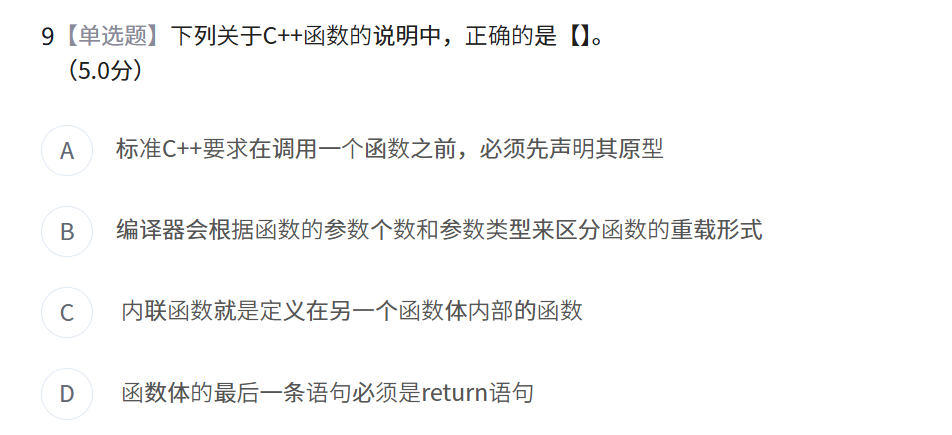 9【单选题】下列关于C++函数的说明中，正确的是【】。
（5.0分）
A 标准C++要求在调用一个函数之前，必须先声明其原型
B 编译器会根据函数的参数个数和参数类型来区分函数的重载形式
C 内联函数就是定义在另一个函数体内部的函数
D 函数体的最后一条语句必须是return语句